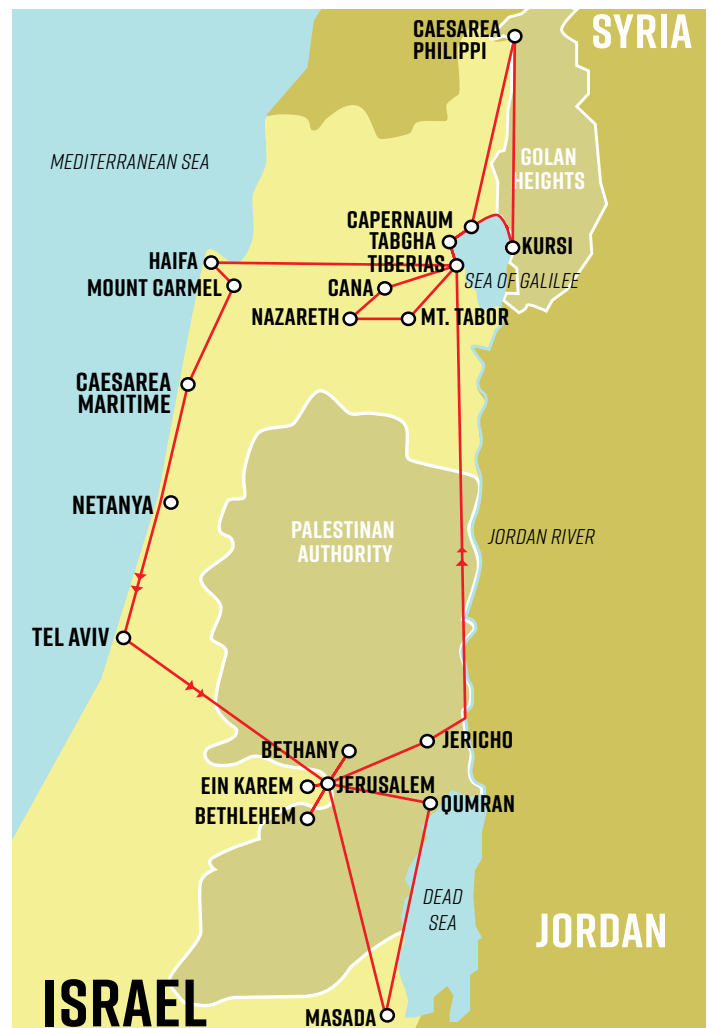 CAESAREA
PHILIPPI
SYRIA
MEDITERRANEAN SEA
GOLAN
HEIGHTS
CAPERNAUM
TABGHA
KURSI
HAIFA
TIBERIAS
SEA OF GALILEE
MOUNT CARMEL
CANA
NAZARETH
MT. TABOR
CAESAREA
MARITIME
NETANYA
PALESTINAN
AUTHORITY
JORDAN RIVER
TEL AVIV
BETHANY
JERICHO
EIN KAREM
JERUSALEM
BETHLEHEM
QUMRAN
DEAD
SEA
JORDAN
ISRAEL
MASADA